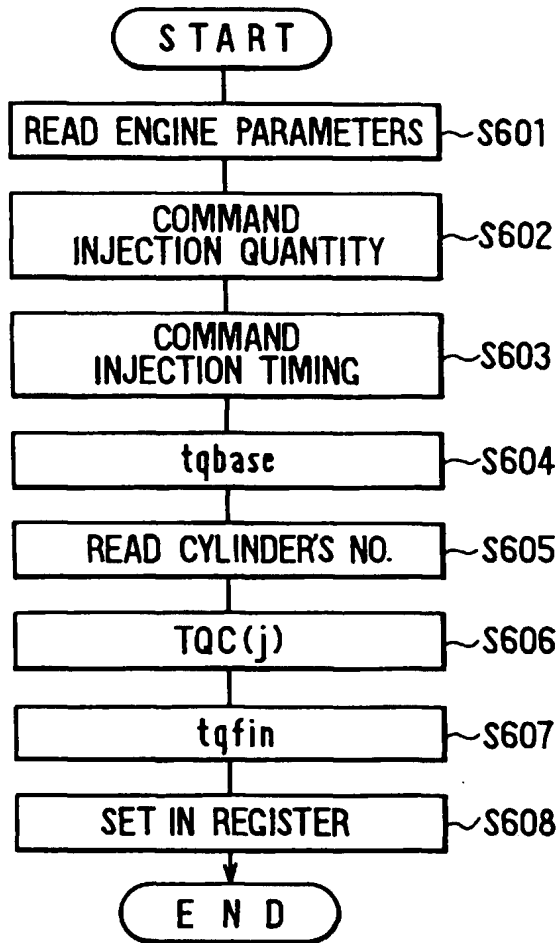 START
READ ENGINE PARAMETERS ~S601
COMMAND
INJECTION QUANTITY ~S602
COMMAND
INJECTION TIMING ~S603
tqbase ~S604
READ CYLINDER'S NO. ~S605
TQC(j) ~S606
tqfin ~S607
SET IN REGISTER ~S608
END